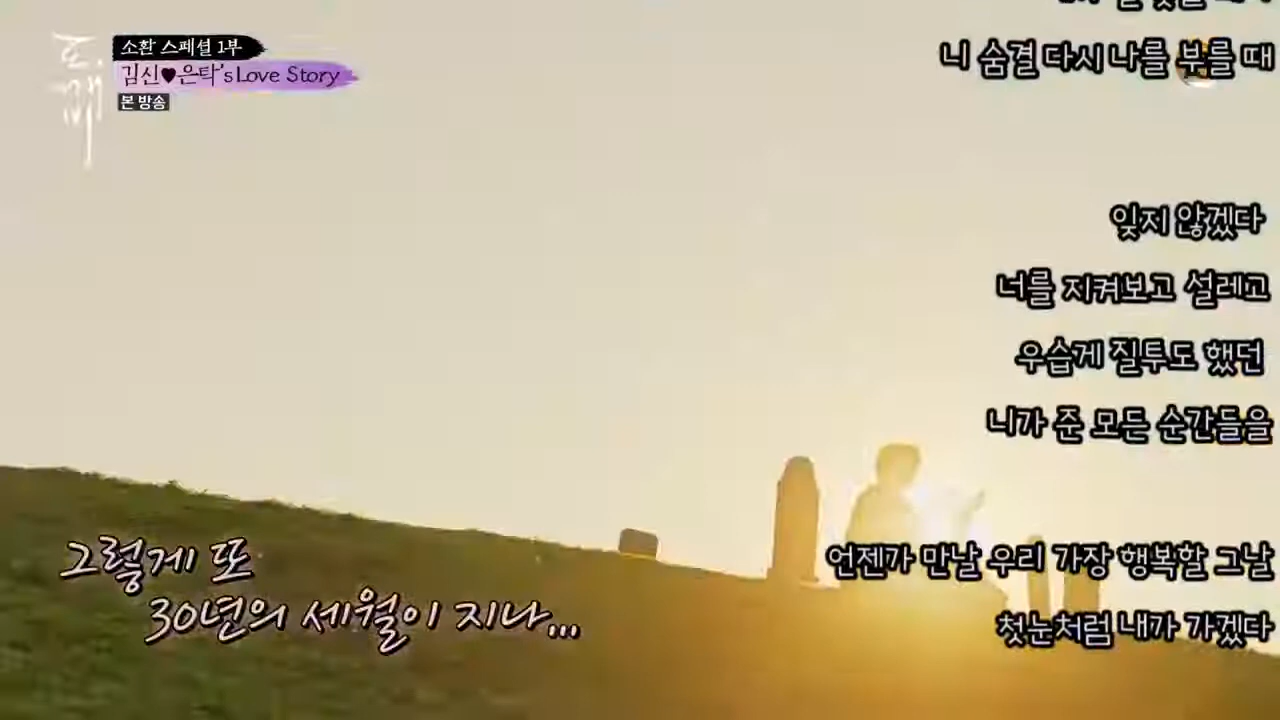 도깨비
소환 스페셜 1부
김신♥은탁's Love Story
본 방송
니 숨결 다시 나를 부를 때
잊지 않겠다
너를 지켜보고 설레고
우습게 질투도 했던
니가 준 모든 순간들을
언젠가 만날 우리 가장 행복할 그날
첫눈처럼 내가 가겠다
그렇게 또
30년의 세월이 지나...